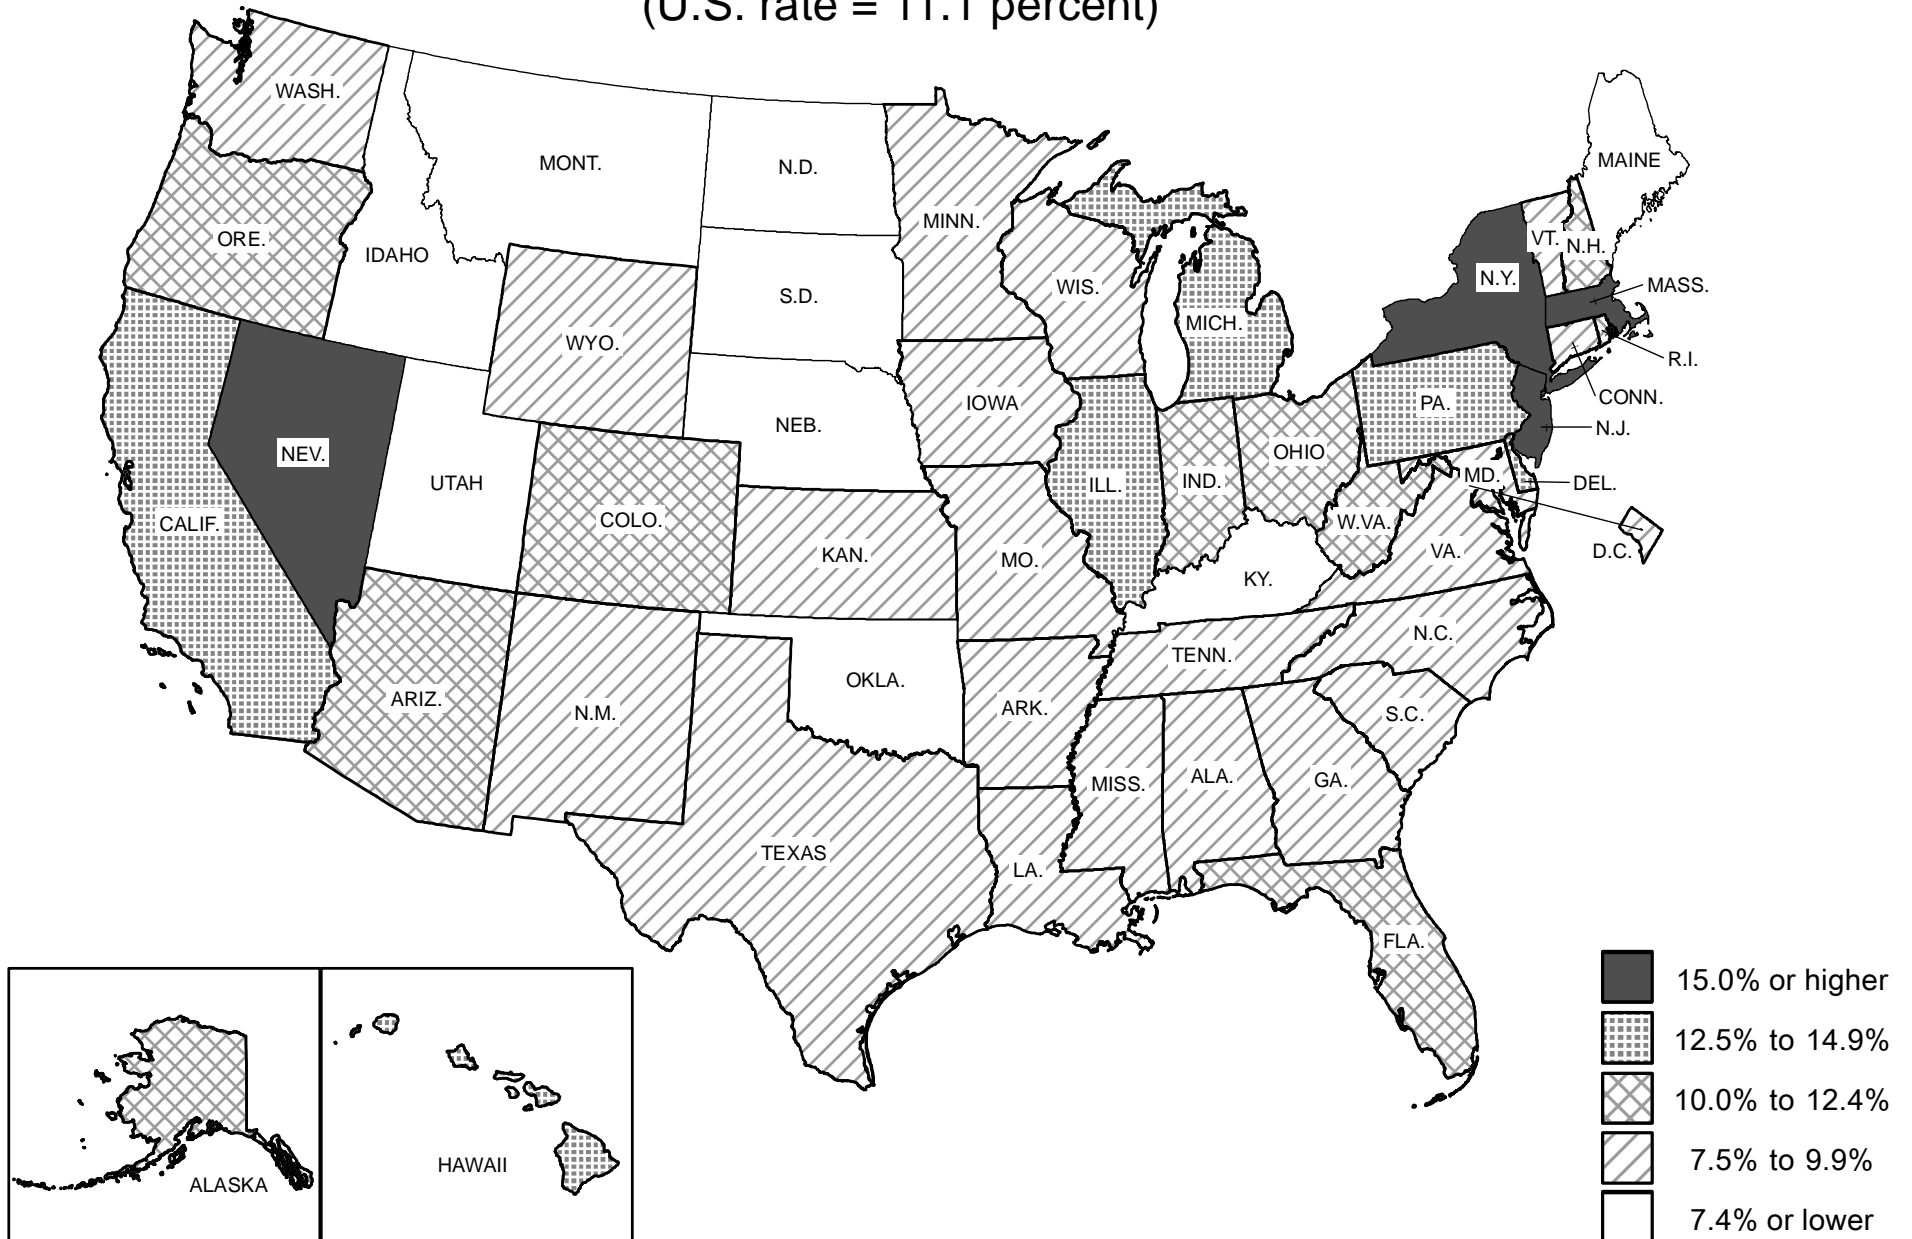 (U.S. rate = 11.1 percent)
WASH.
MONT.
N.D.
MAINE
MINN.
ORE.
IDAHO
VT.
N.H.
N.Y.
MASS.
S.D.
WIS.
MICH.
WYO.
R.I.
CONN.
IOWA
PA.
N.J.
NEB.
NEV.
OHIO
UTAH
ILL.
IND.
MD.
DEL.
COLO.
CALIF.
W.VA.
D.C.
KAN.
MO.
VA.
KY.
N.C.
TENN.
OKLA.
ARIZ.
N.M.
ARK.
S.C.
MISS.
ALA.
GA.
TEXAS
LA.
FLA.
ALASKA
HAWAII
15.0% or higher
12.5% to 14.9%
10.0% to 12.4%
7.5% to 9.9%
7.4% or lower